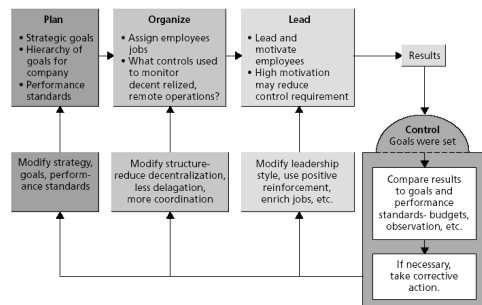 Plan
• Strategic goals
• Hierarchy of
goals for
company
• Performance
standards
Organize
• Assign employees
jobs
• What controls used
to monitor
decent relized,
remote operations?
Lead
• Lead and
motivate
employees
• High motivation
may reduce
control requirement
Results
Control
Goals were set
Compare results
to goals and
performance
standards- budgets,
observation, etc.
If necessary,
take corrective
action.
Modify strategy,
goals, perform-
ance standards
Modify structure-
reduce decentralization,
less delagation,
more coordination
Modify leadership
style, use positive
reinforcement,
enrich jobs, etc.